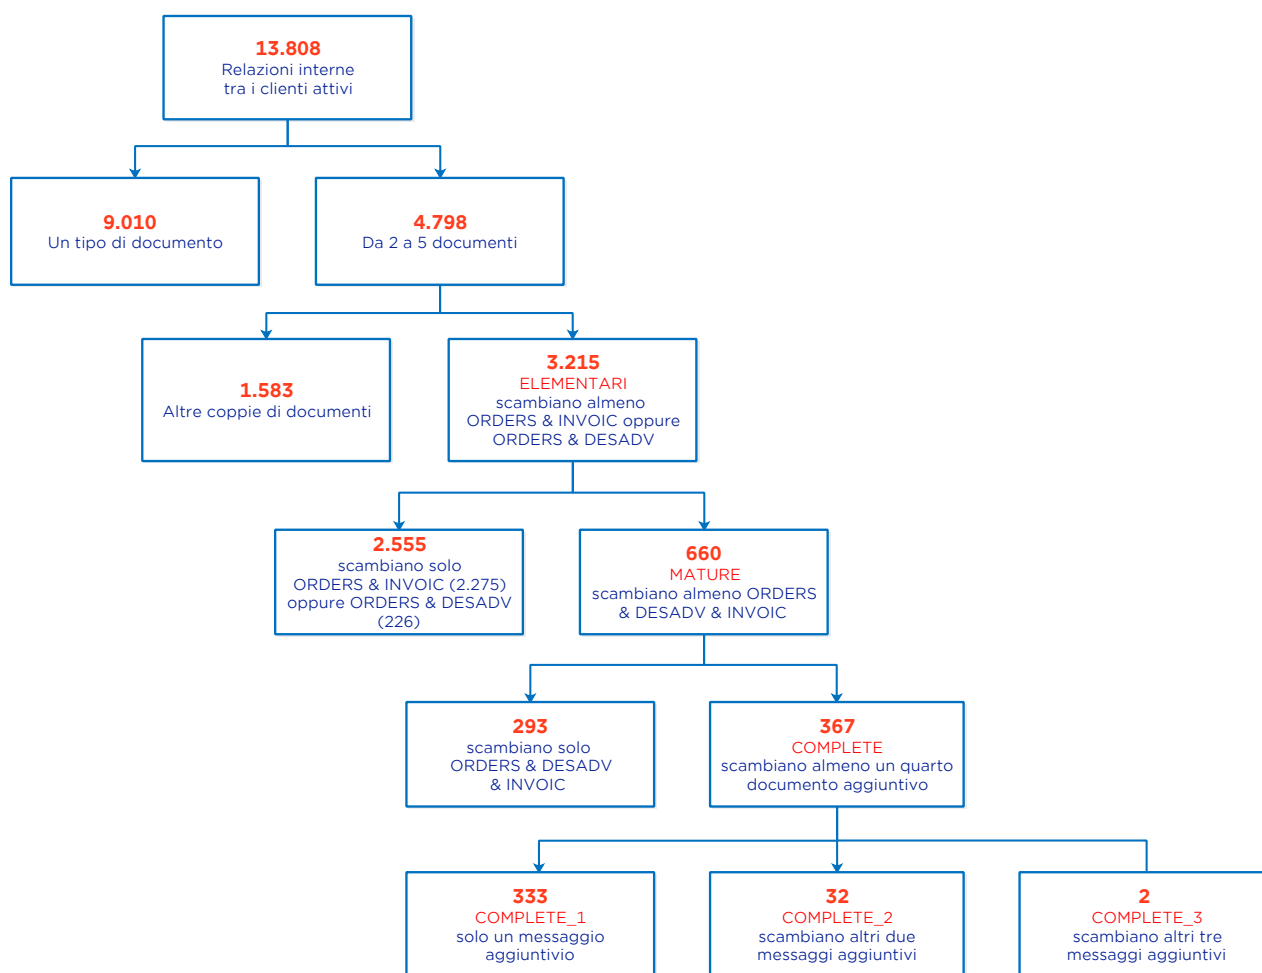 13.808
Relazioni interne
tra i clienti attivi
9.010
Un tipo di documento
4.798
Da 2 a 5 documenti
1.583
Altre coppie di documenti
3.215
ELEMENTARI
scambiano almeno
ORDERS & INVOIC oppure
ORDERS & DESADV
2.555
scambiano solo
ORDERS & INVOIC (2.275)
oppure ORDERS & DESADV
(226)
660
MATURE
scambiano almeno ORDERS
& DESADV & INVOIC
293
scambiano solo
ORDERS & DESADV
& INVOIC
367
COMPLETE
scambiano almeno un quarto
documento aggiuntivo
333
COMPLETE_1
solo un messaggio
aggiuntivio
32
COMPLETE_2
scambiano altri due
messaggi aggiuntivi
2
COMPLETE_3
scambiano altri tre
messaggi aggiuntivi